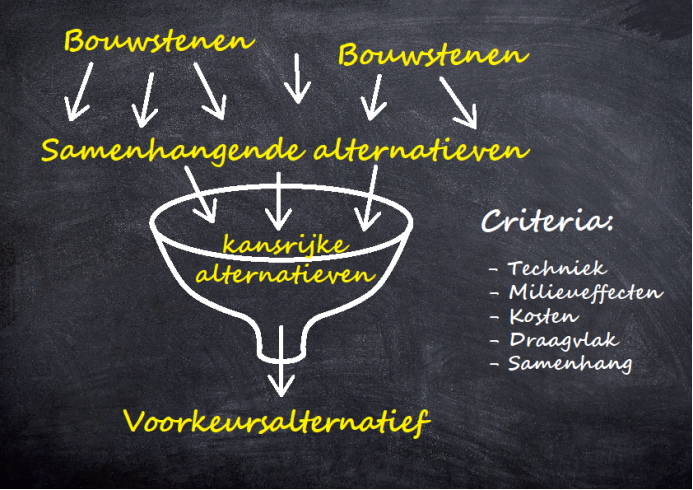 Bouwstenen
Bouwstenen
Samenhangende alternatieven
kansrijke
alternatieven
Voorkeursalternatief
Criteria:
- Techniek
- Milieueffecten
- Kosten
- Draagvlak
- Samenhang